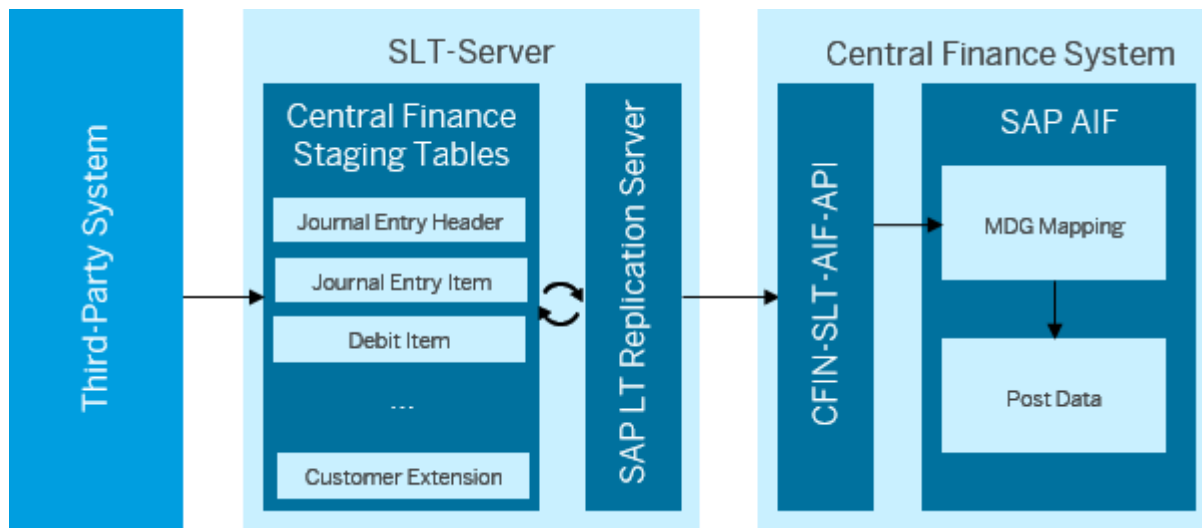 Third-Party System
SLT-Server
Central Finance
Staging Tables
Journal Entry Header
Journal Entry Item
Debit Item
...
Customer Extension
SAP LT Replication Server
Central Finance System
CFIN-SLT-AIF-API
SAP AIF
MDG Mapping
Post Data